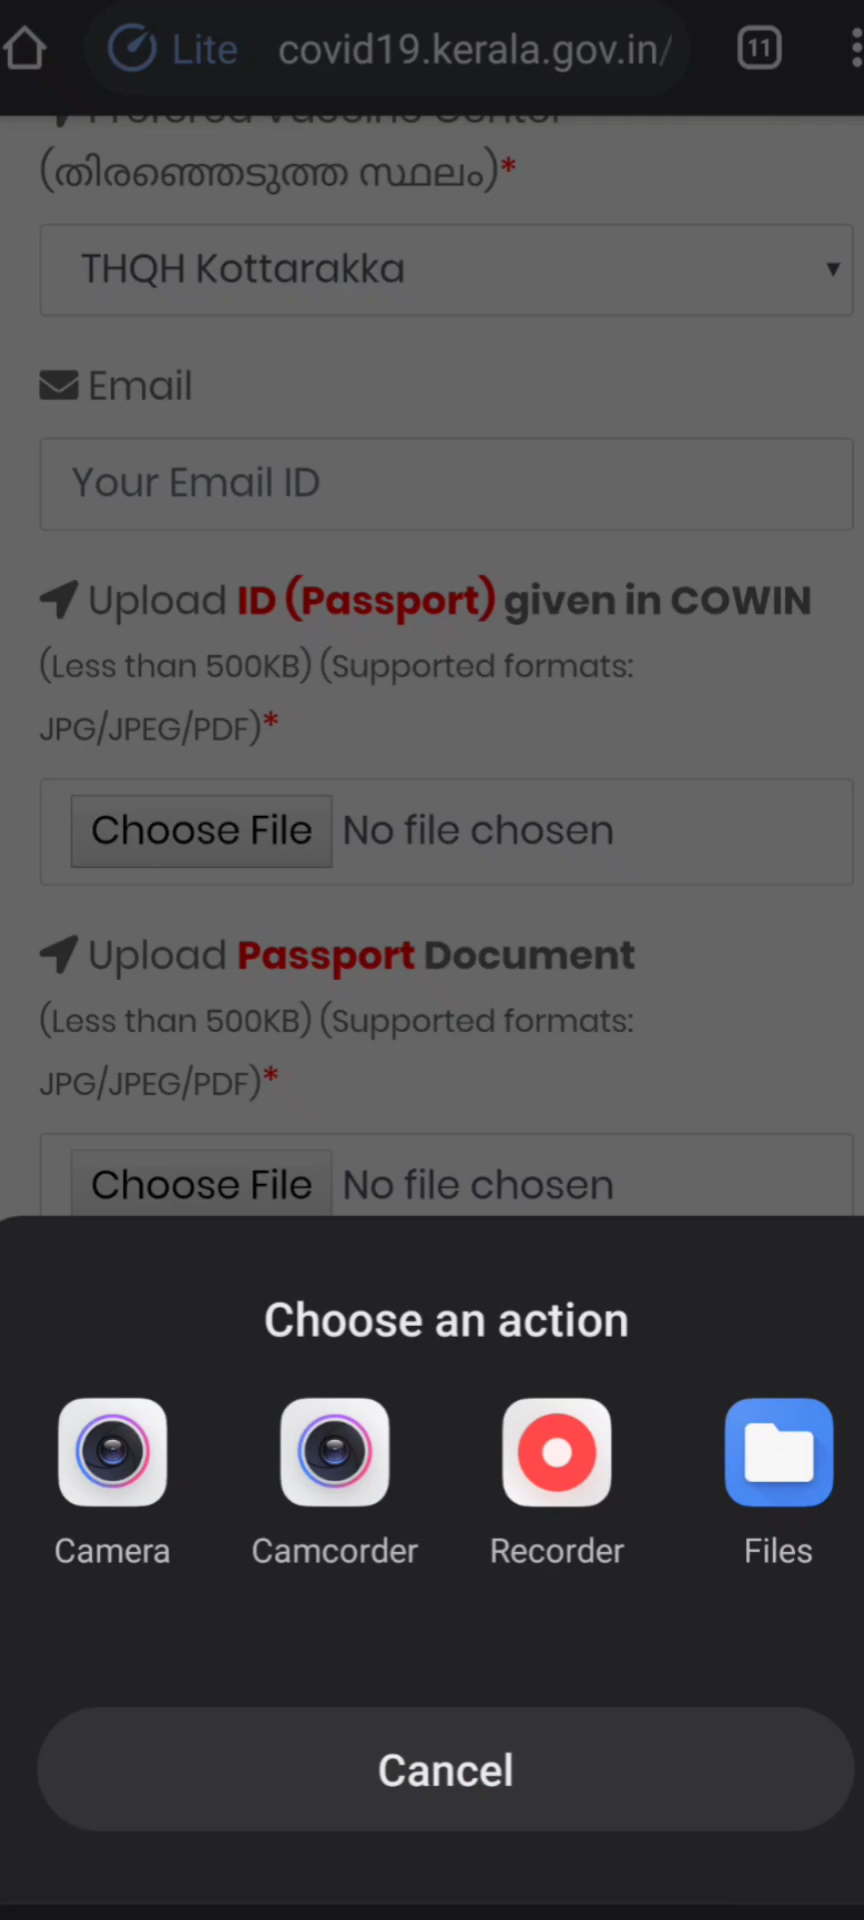 Lite covid19.kerala.gov.in/ 11
Prefered Vaccine Center
(തിരഞ്ഞെടുത്ത സ്ഥലം)*
THQH Kottarakka
Email
Your Email ID
Upload ID (Passport) given in COWIN
(Less than 500KB) (Supported formats:
JPG/JPEG/PDF)*
Choose File No file chosen
Upload Passport Document
(Less than 500KB) (Supported formats:
JPG/JPEG/PDF)*
Choose File No file chosen
Choose an action
Camera Camcorder Recorder Files
Cancel